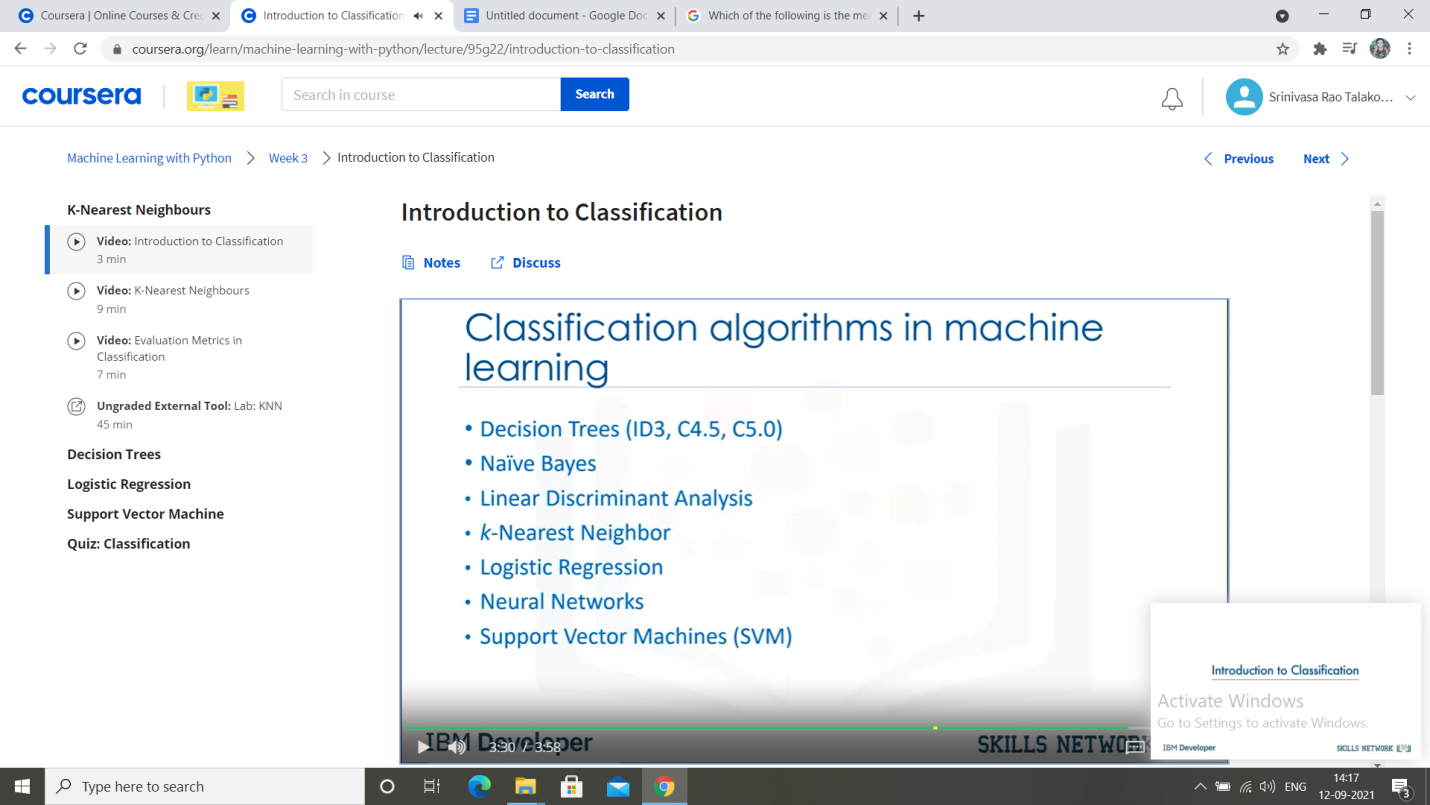 Coursera | Online Courses & Cre
Introduction to Classification
Untitled document - Google Doc
Which of the following is the me
coursera.org/learn/machine-learning-with-python/lecture/95g22/introduction-to-classification
coursera
Search in course
Search
Srinivasa Rao Talako...
Machine Learning with Python
Week 3
Introduction to Classification
Previous
Next
K-Nearest Neighbours
Video: Introduction to Classification
3 min
Video: K-Nearest Neighbours
9 min
Video: Evaluation Metrics in
Classification
7 min
Ungraded External Tool: Lab: KNN
45 min
Decision Trees
Logistic Regression
Support Vector Machine
Quiz: Classification
Introduction to Classification
Notes
Discuss
Classification algorithms in machine
learning
• Decision Trees (ID3, C4.5, C5.0)
• Naïve Bayes
• Linear Discriminant Analysis
• k-Nearest Neighbor
• Logistic Regression
• Neural Networks
• Support Vector Machines (SVM)
IBM Developer
3:30 / 3:58
SKILLS NETWO
Introduction to Classification
Activate Windows
Go to Settings to activate Windows.
IBM Developer
SKILLS NETWORK
Type here to search
ENG
14:17
12-09-2021
3